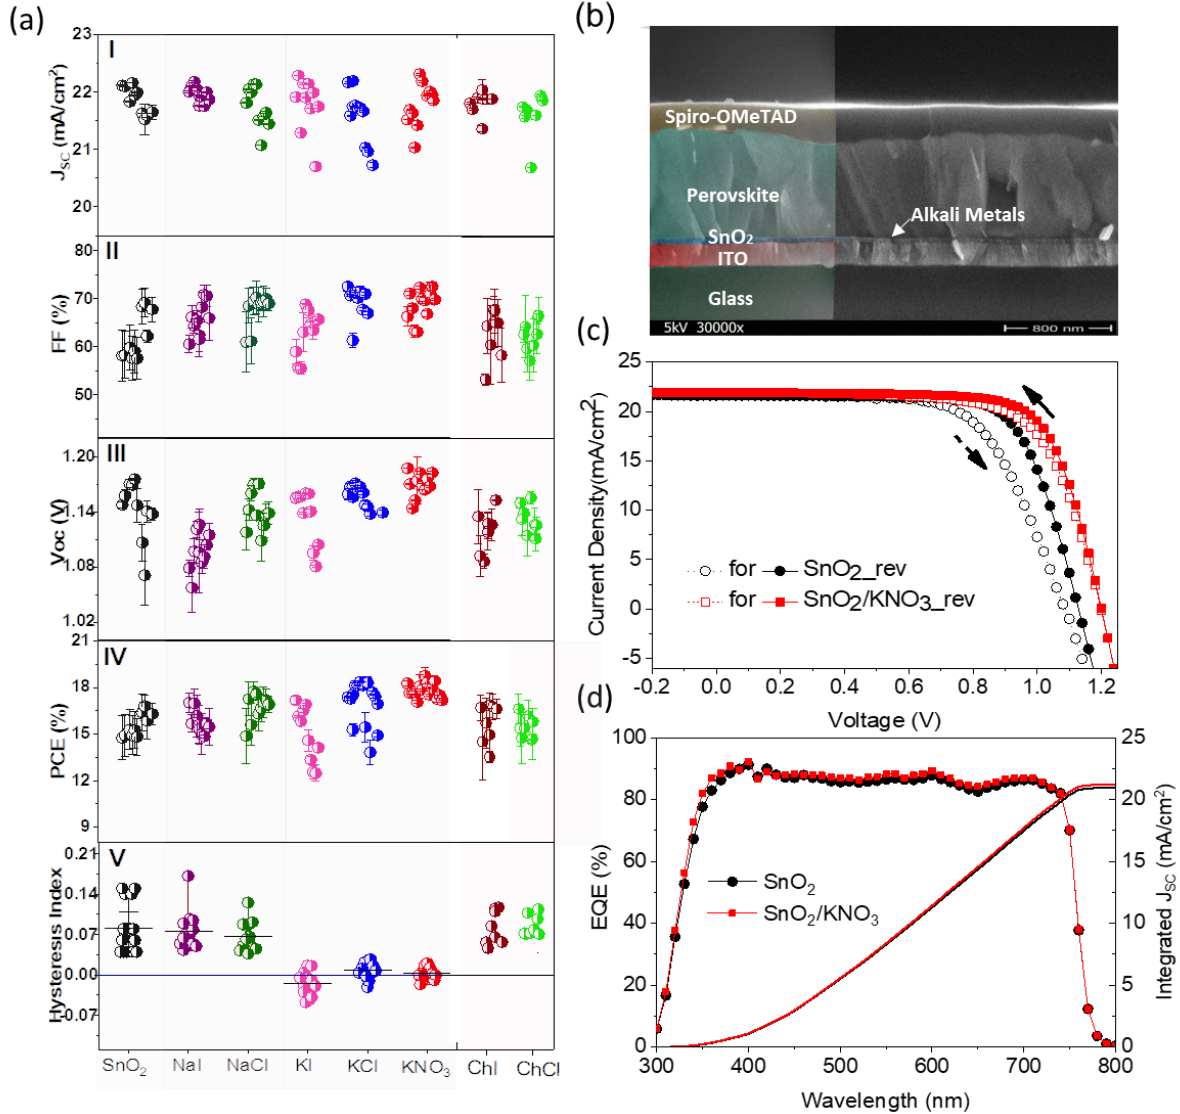 (a)
I
J_SC (mA/cm²)
23
22
21
20
II
FF (%)
80
70
60
50
III
Voc (V)
1.20
1.14
1.08
1.02
IV
PCE (%)
21
18
15
12
9
V
Hysteresis Index
0.21
0.14
0.07
0.00
-0.07
SnO₂ NaI NaCl KI KCl KNO₃ ChI ChCl
(b)
Spiro-OMeTAD
Perovskite
Alkali Metals
SnO₂
ITO
Glass
5kV 30000x
800 nm
(c)
Current Density(mA/cm²)
25
20
15
10
5
0
-5
for SnO₂_rev
for SnO₂/KNO₃_rev
-0.2 0.0 0.2 0.4 0.6 0.8 1.0 1.2
Voltage (V)
(d)
EQE (%)
100
80
60
40
20
0
SnO₂
SnO₂/KNO₃
25
20
15
10
5
0
Integrated J_SC (mA/cm²)
300 400 500 600 700 800
Wavelength (nm)